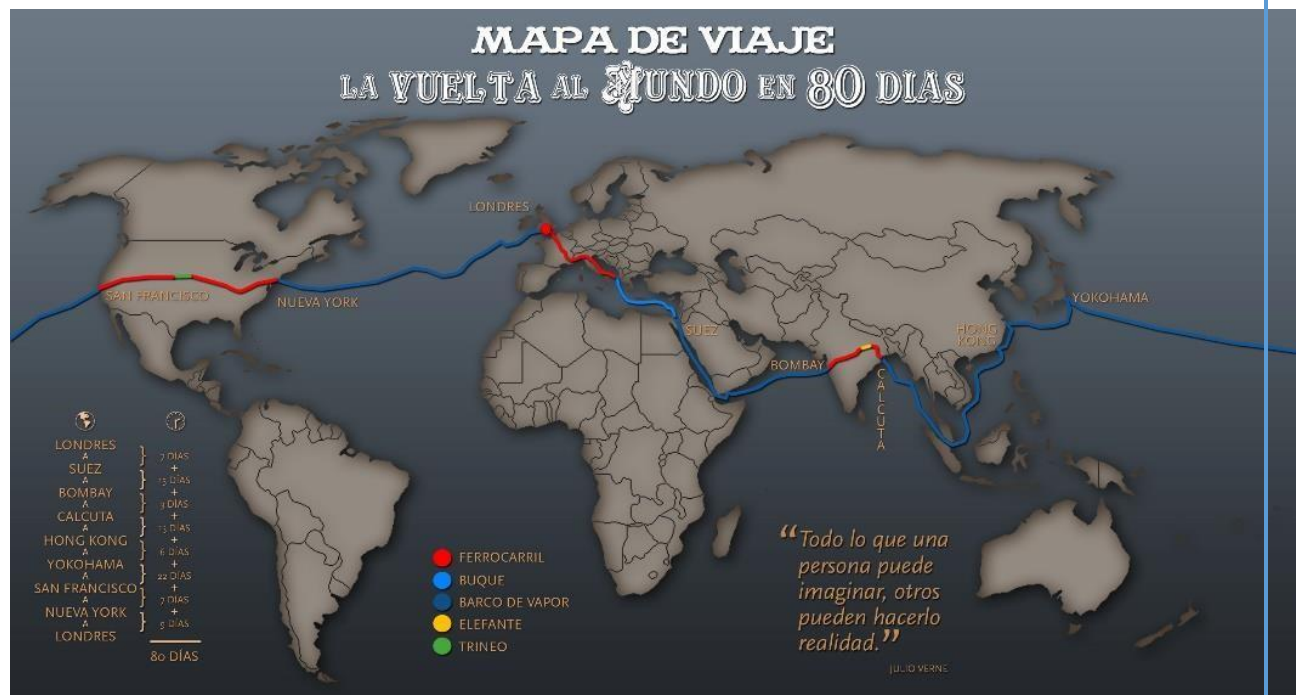 MAPA DE VIAJE
LA VUELTA AL MUNDO EN 80 DIAS
LONDRES
SAN FRANCISCO
NUEVA YORK
SUEZ
BOMBAY
CALCUTA
HONG
KONG
YOKOHAMA
LONDRES
A
SUEZ
A
BOMBAY
A
CALCUTA
A
HONG KONG
A
YOKOHAMA
A
SAN FRANCISCO
A
NUEVA YORK
A
LONDRES
7 DÍAS
+
13 DÍAS
+
3 DÍAS
+
13 DÍAS
+
6 DÍAS
+
22 DÍAS
+
7 DÍAS
+
9 DÍAS
80 DÍAS
FERROCARRIL
BUQUE
BARCO DE VAPOR
ELEFANTE
TRINEO
“Todo lo que una
persona puede
imaginar, otros
pueden hacerlo
realidad.”
JULIO VERNE